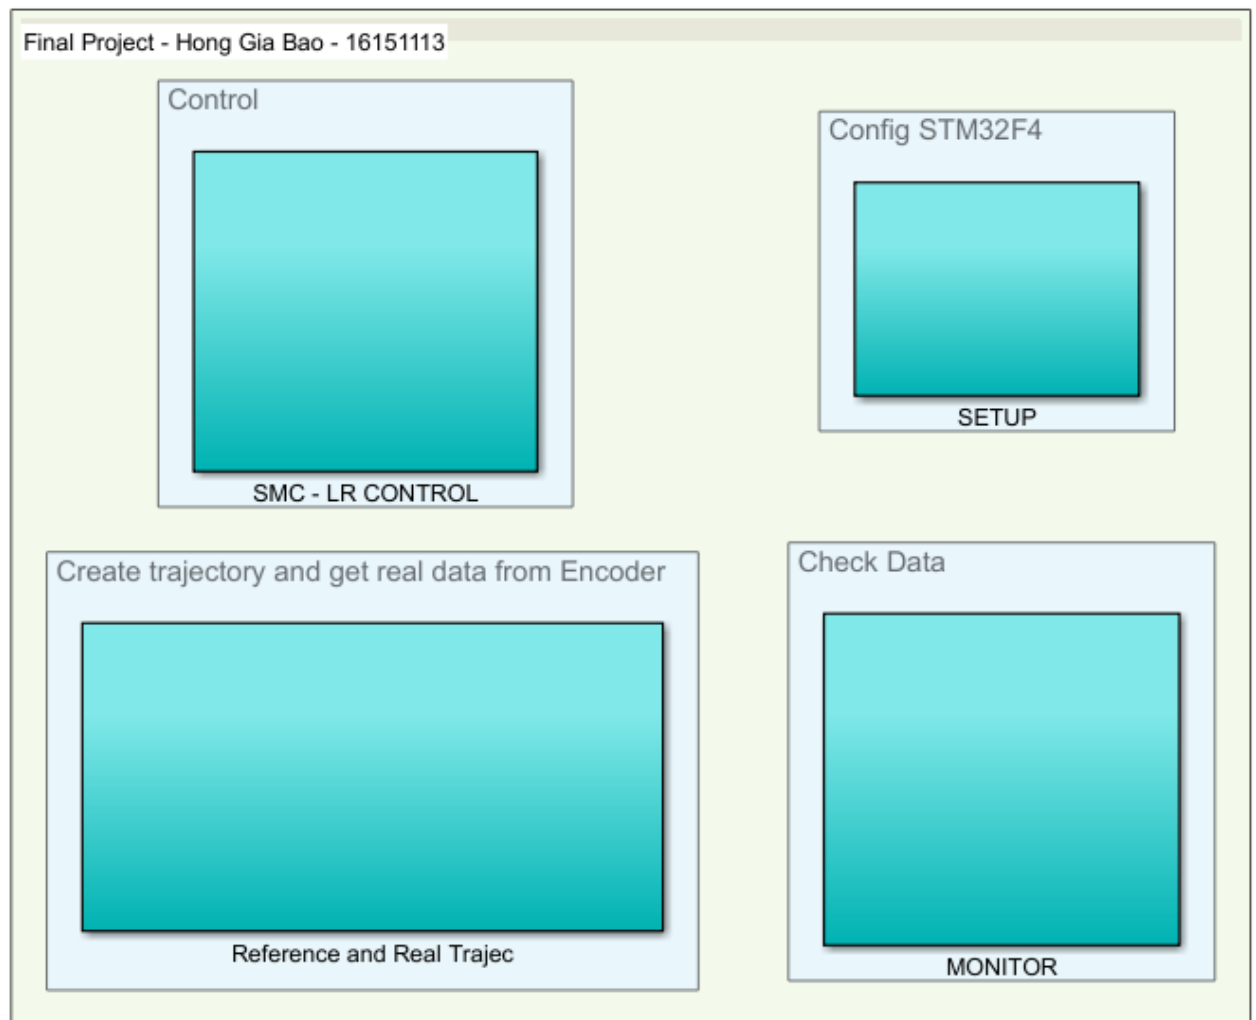 Final Project - Hong Gia Bao - 16151113
Control
SMC - LR CONTROL
Config STM32F4
SETUP
Create trajectory and get real data from Encoder
Reference and Real Trajec
Check Data
MONITOR